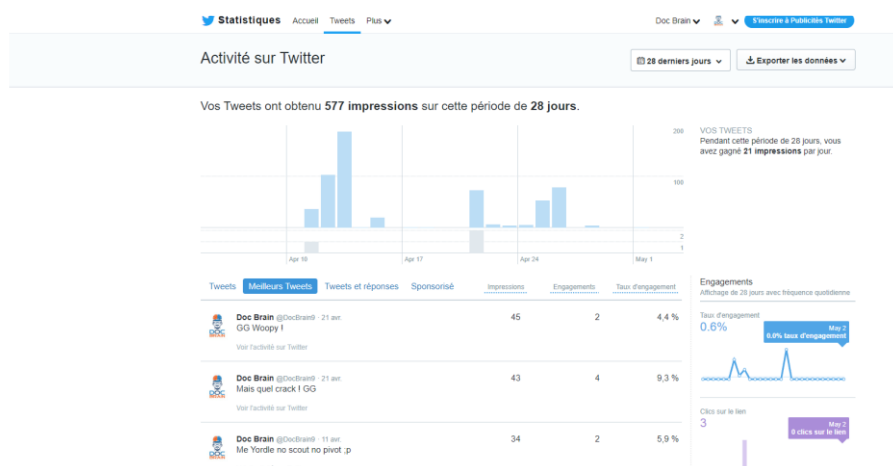 Statistiques Accueil Tweets Plus
Doc Brain S'inscrire à Publicités Twitter
Activité sur Twitter
28 derniers jours Exporter les données
Vos Tweets ont obtenu 577 impressions sur cette période de 28 jours.
200
100
2
1
Apr 10 Apr 17 Apr 24 May 1
VOS TWEETS
Pendant cette période de 28 jours, vous
avez gagné 21 impressions par jour.
Tweets Meilleurs Tweets Tweets et réponses Sponsorisé Impressions Engagements Taux d'engagement
Doc Brain @DocBrain9 · 21 avr. 45 2 4,4 %
GG Woopy !
Voir l'activité sur Twitter
Doc Brain @DocBrain9 · 21 avr. 43 4 9,3 %
Mais quel crack ! GG
Voir l'activité sur Twitter
Doc Brain @DocBrain9 · 11 avr. 34 2 5,9 %
Me Yordle no scout no pivot ;p
Engagements
Affichage de 28 jours avec fréquence quotidienne
Taux d'engagement
0.6%
May 2
0.0% taux d'engagement
Clics sur le lien
3
May 2
0 clics sur le lien